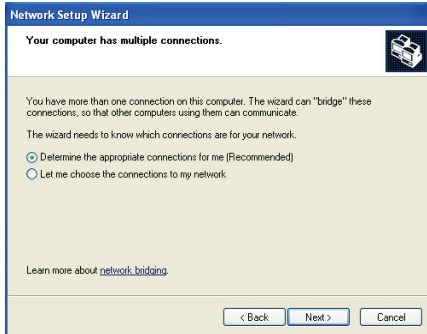 Network Setup Wizard
Your computer has multiple connections.
You have more than one connection on this computer. The wizard can "bridge" these
connections, so that other computers using them can communicate.
The wizard needs to know which connections are for your network.
Determine the appropriate connections for me (Recommended)
Let me choose the connections to my network
Learn more about network bridging.
< Back Next > Cancel